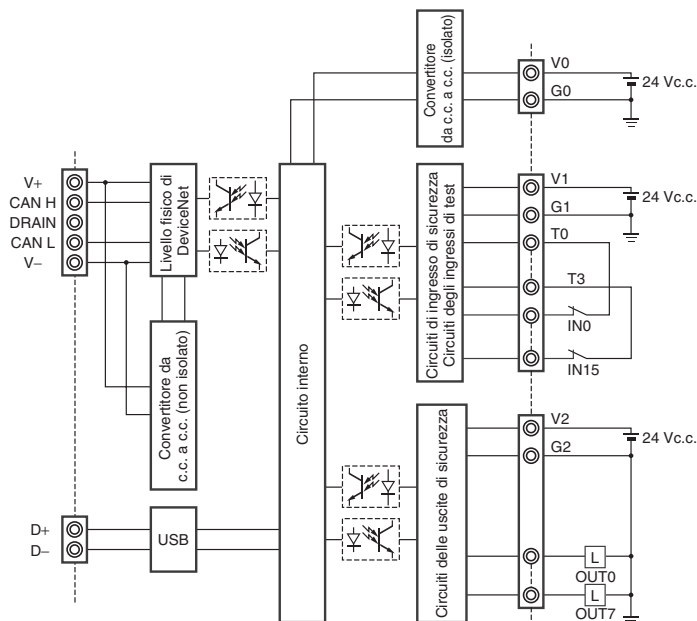 Convertitore
da c.c. a c.c. (isolato)
V0
G0
24 Vc.c.
V+
CAN H
DRAIN
CAN L
V−
Livello fisico di
DeviceNet
Convertitore da
c.c. a c.c. (non isolato)
Circuito interno
Circuiti di ingresso di sicurezza
Circuiti degli ingressi di test
V1
G1
T0
24 Vc.c.
T3
IN0
IN15
D+
D−
USB
Circuiti delle uscite di sicurezza
V2
G2
24 Vc.c.
L
OUT0
L
OUT7